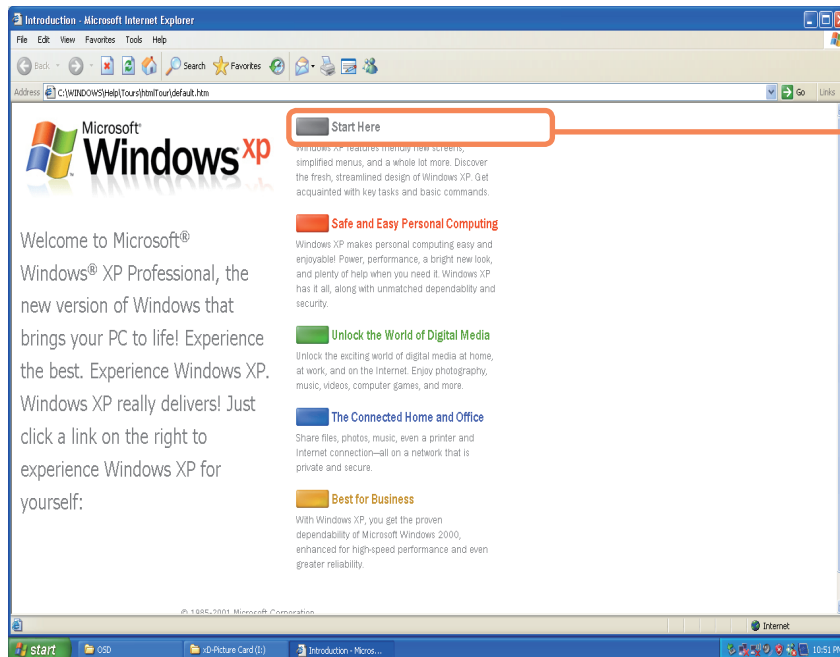 Introduction - Microsoft Internet Explorer
File Edit View Favorites Tools Help
Back Search Favorites
Address C:\WINDOWS\Help\Tours\htmlTour\default.htm Go Links
Microsoft®
Windows xp
Welcome to Microsoft®
Windows® XP Professional, the
new version of Windows that
brings your PC to life! Experience
the best. Experience Windows XP.
Windows XP really delivers! Just
click a link on the right to
experience Windows XP for
yourself:
Start Here
Windows XP features friendly new screens,
simplified menus, and a whole lot more. Discover
the fresh, streamlined design of Windows XP. Get
acquainted with key tasks and basic commands.
Safe and Easy Personal Computing
Windows XP makes personal computing easy and
enjoyable! Power, performance, a bright new look,
and plenty of help when you need it. Windows XP
has it all, along with unmatched dependablity and
security.
Unlock the World of Digital Media
Unlock the exciting world of digital media at home,
at work, and on the Internet. Enjoy photography,
music, videos, computer games, and more.
The Connected Home and Office
Share files, photos, music, even a printer and
Internet connection—all on a network that is
private and secure.
Best for Business
With Windows XP, you get the proven
dependability of Microsoft Windows 2000,
enhanced for high-speed performance and even
greater reliability.
© 1985-2001 Microsoft Corporation
Internet
start OSD xD-Picture Card (I:) Introduction - Micros... 10:51 PM